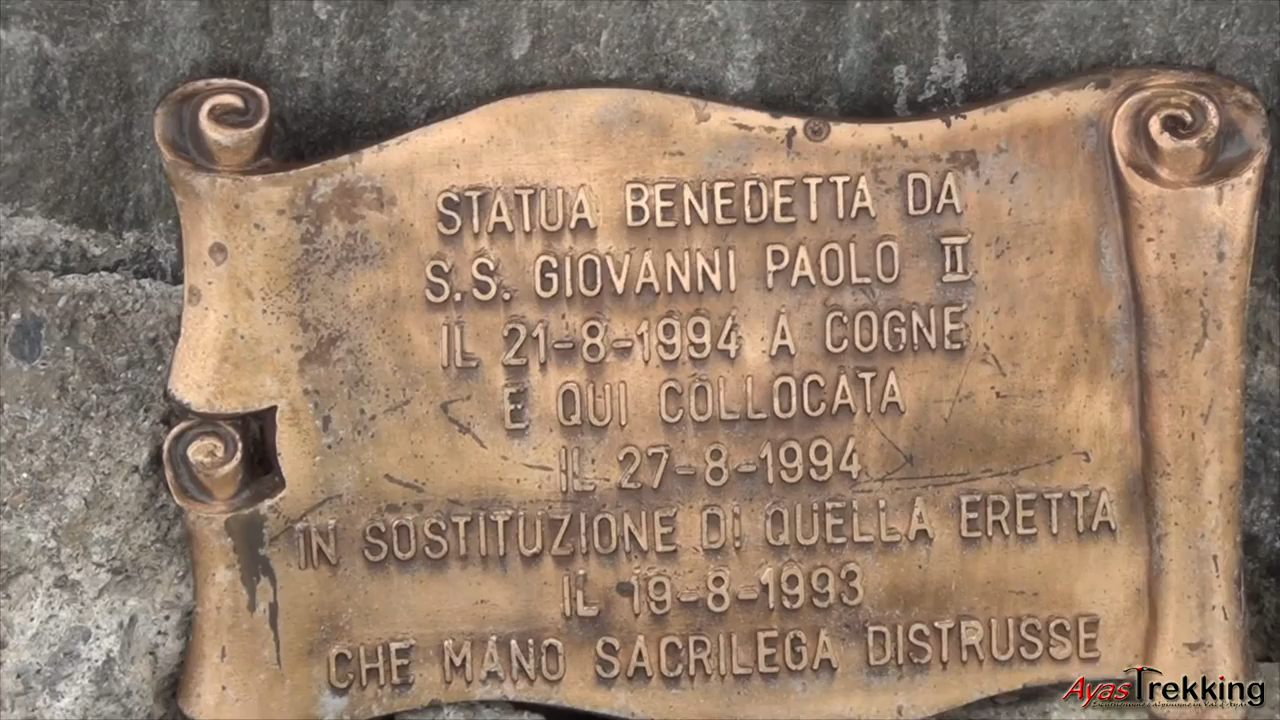 STATUA BENEDETTA DA
S.S. GIOVANNI PAOLO II
IL 21-8-1994 A COGNE
E QUI COLLOCATA
IL 27-8-1994
IN SOSTITUZIONE DI QUELLA ERETTA
IL 19-8-1993
CHE MANO SACRILEGA DISTRUSSE
AyasTrekking